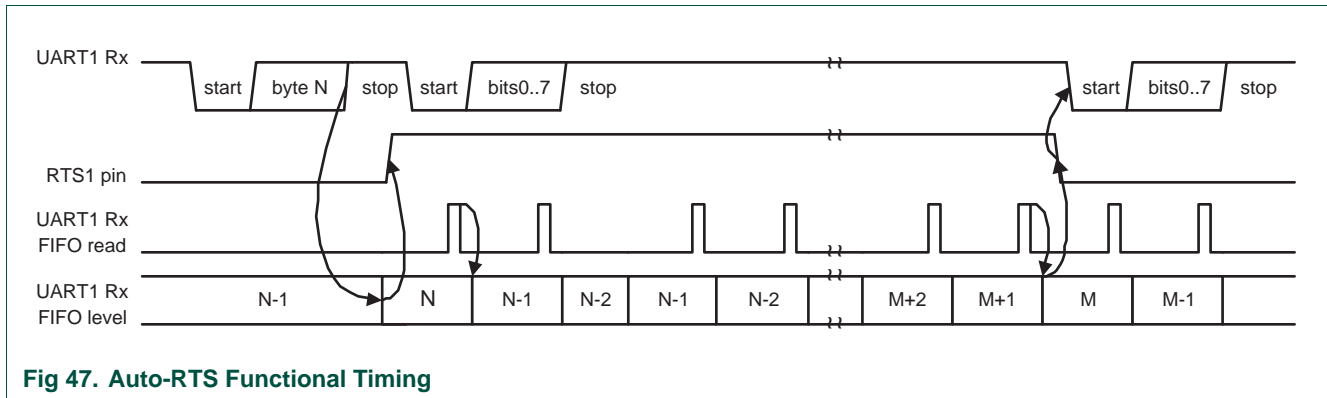 UART1 Rx
start byte N stop start bits0..7 stop start bits0..7 stop
RTS1 pin
UART1 Rx
FIFO read
UART1 Rx
FIFO level
N-1 N N-1 N-2 N-1 N-2 M+2 M+1 M M-1
Fig 47. Auto-RTS Functional Timing